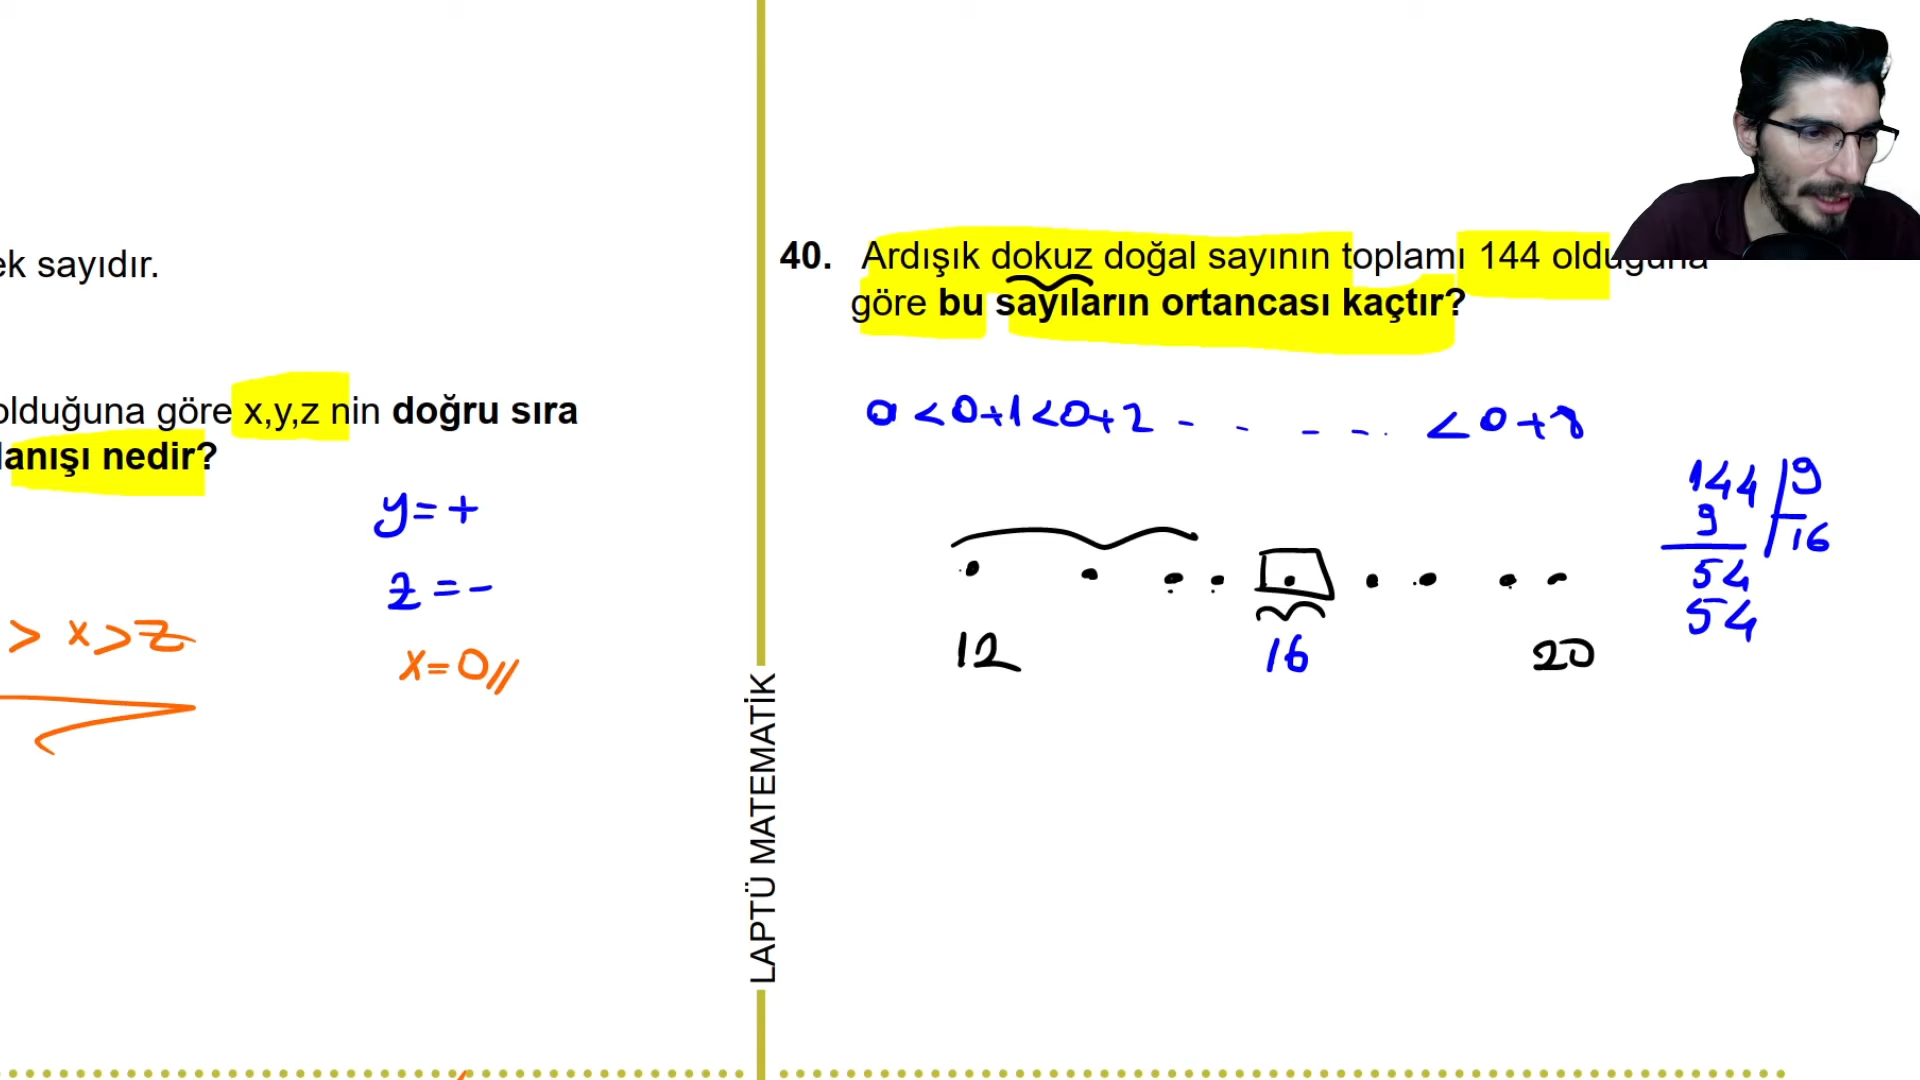 ek sayıdır.
olduğuna göre x,y,z nin doğru sıra
lanışı nedir?
y=+
z=-
x=0//
> x>z
LAPTÜ MATEMATİK
40. Ardışık dokuz doğal sayının toplamı 144 olduğuna
göre bu sayıların ortancası kaçtır?
0<0+1<0+2 - - - - . <0+8
144 9
9 16
54
54
12 16 20